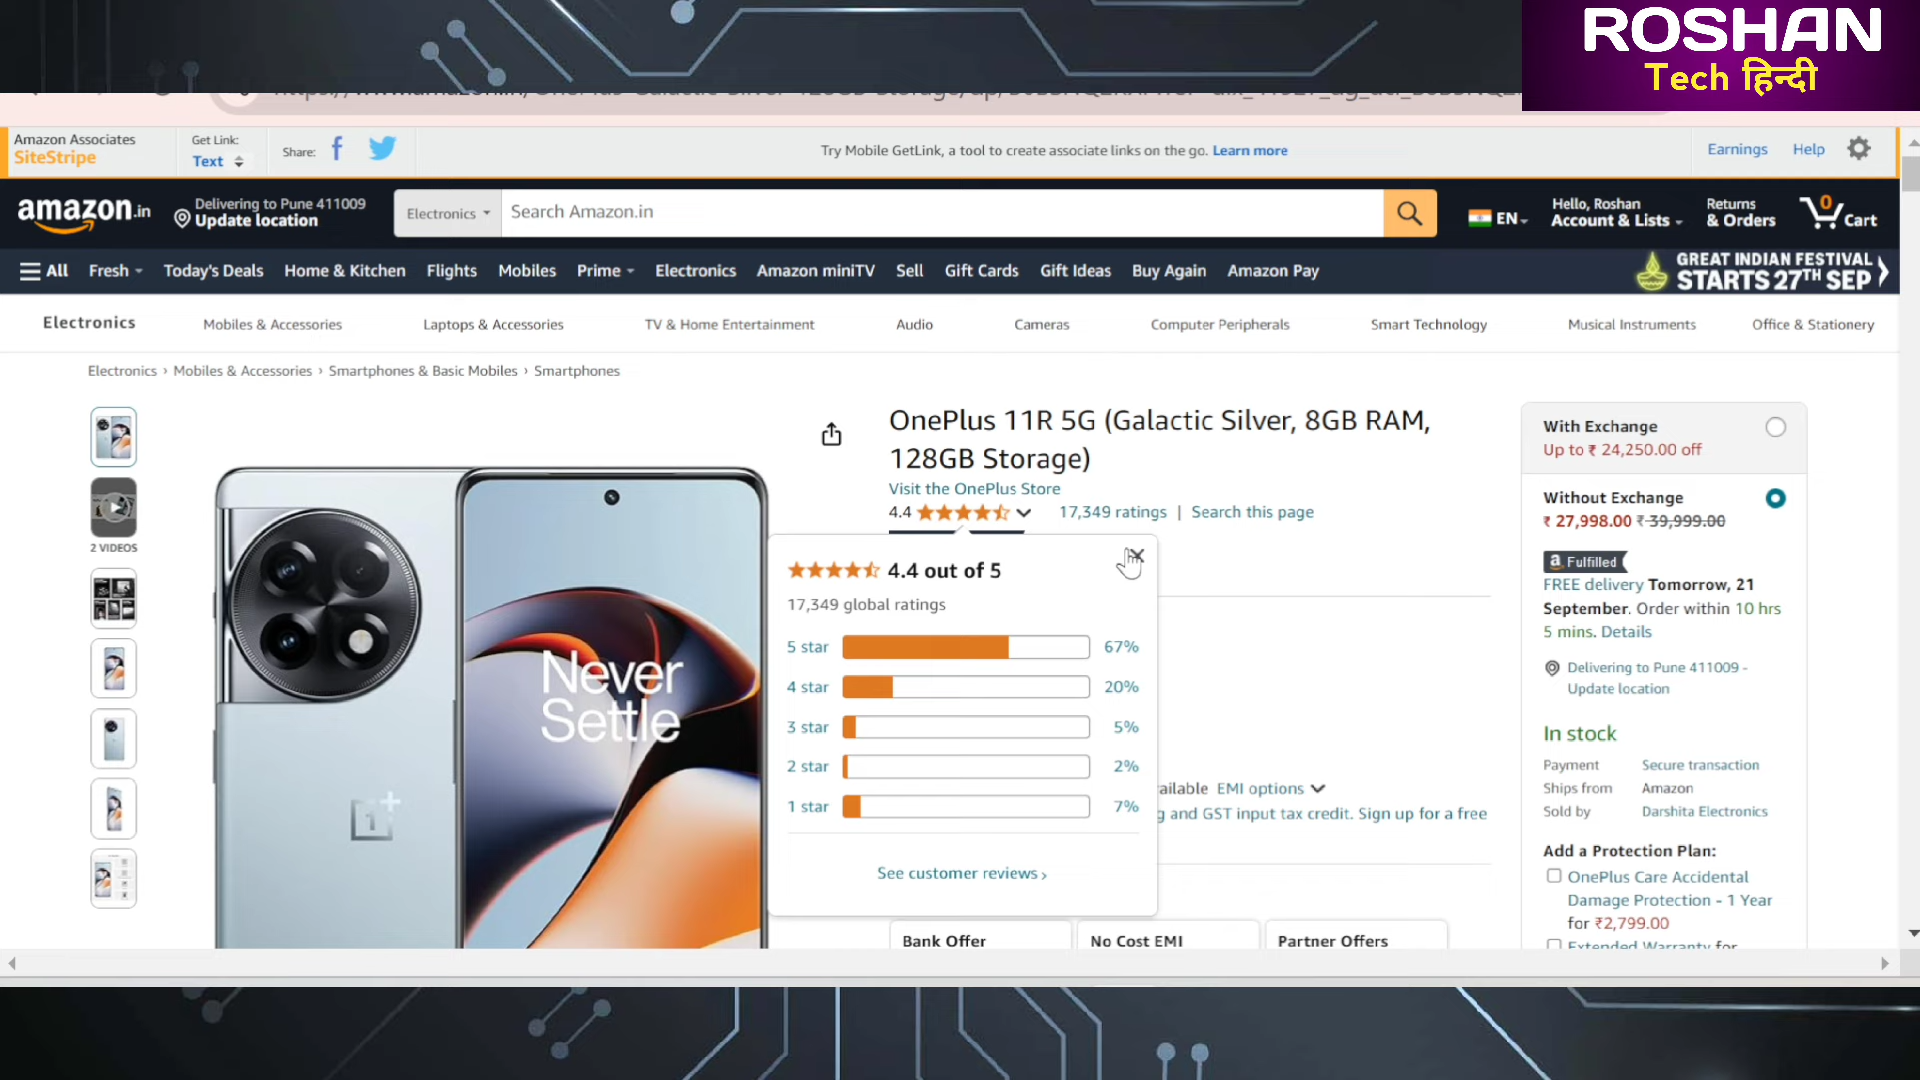 ROSHAN
Tech हिन्दी
Amazon Associates
SiteStripe
Get Link:
Text
Share:
Try Mobile GetLink, a tool to create associate links on the go. Learn more
Earnings
Help
amazon.in
Delivering to Pune 411009
Update location
Electronics
Search Amazon.in
EN
Hello, Roshan
Account & Lists
Returns
& Orders
0
Cart
All Fresh Today's Deals Home & Kitchen Flights Mobiles Prime Electronics Amazon miniTV Sell Gift Cards Gift Ideas Buy Again Amazon Pay
GREAT INDIAN FESTIVAL
STARTS 27TH SEP
Electronics Mobiles & Accessories Laptops & Accessories TV & Home Entertainment Audio Cameras Computer Peripherals Smart Technology Musical Instruments Office & Stationery
Electronics › Mobiles & Accessories › Smartphones & Basic Mobiles › Smartphones
2 VIDEOS
Never
Settle
1+
OnePlus 11R 5G (Galactic Silver, 8GB RAM,
128GB Storage)
Visit the OnePlus Store
4.4
17,349 ratings | Search this page
4.4 out of 5
17,349 global ratings
5 star 67%
4 star 20%
3 star 5%
2 star 2%
1 star 7%
See customer reviews ›
EMI options
and GST input tax credit. Sign up for a free
Bank Offer
No Cost EMI
Partner Offers
With Exchange
Up to ₹ 24,250.00 off
Without Exchange
₹ 27,998.00 ₹ 39,999.00
a Fulfilled
FREE delivery Tomorrow, 21
September. Order within 10 hrs
5 mins. Details
Delivering to Pune 411009 -
Update location
In stock
Payment Secure transaction
Ships from Amazon
Sold by Darshita Electronics
Add a Protection Plan:
OnePlus Care Accidental
Damage Protection - 1 Year
for ₹2,799.00
Extended Warranty for